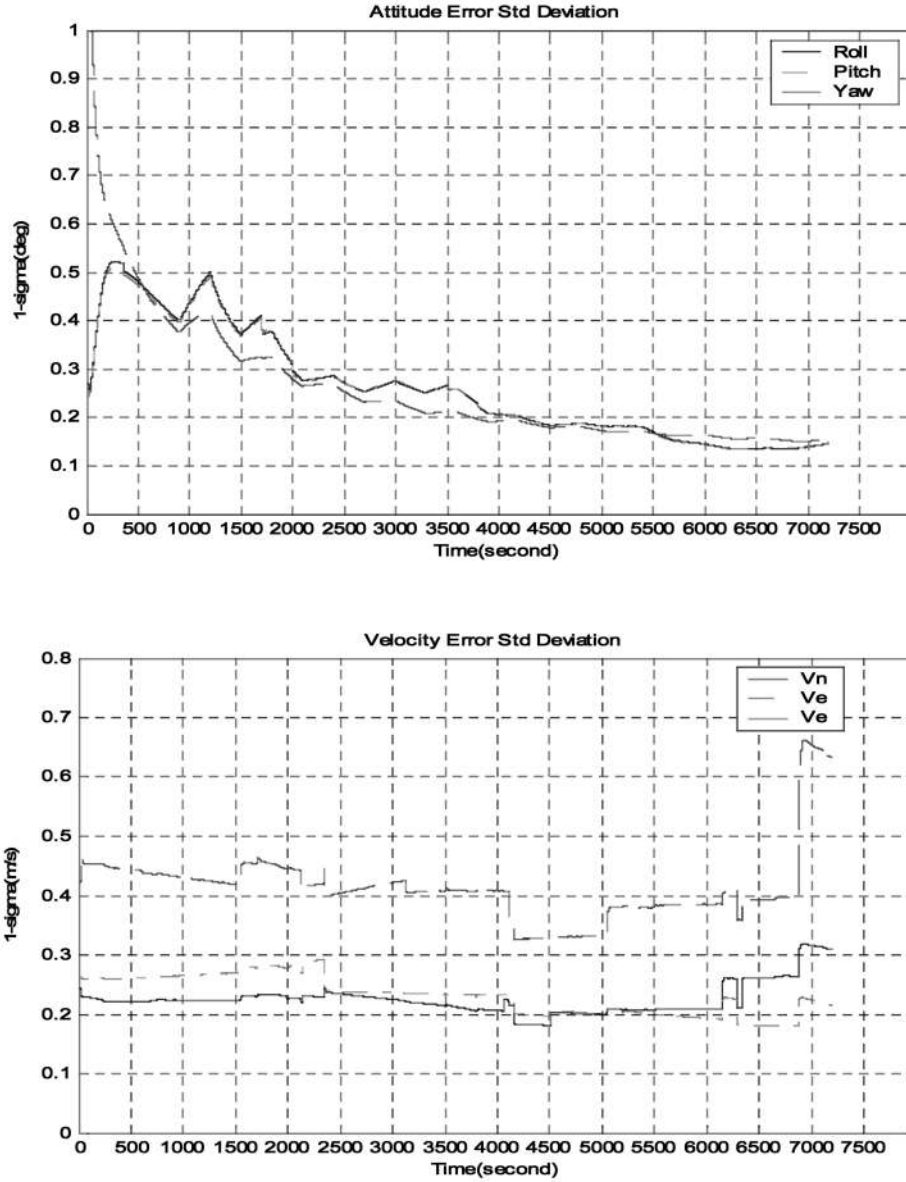 Attitude Error Std Deviation
1
0.9
0.8
0.7
0.6
0.5
0.4
0.3
0.2
0.1
0
1-sigma(deg)
Roll
Pitch
Yaw
0 500 1000 1500 2000 2500 3000 3500 4000 4500 5000 5500 6000 6500 7000 7500
Time(second)
Velocity Error Std Deviation
0.8
0.7
0.6
0.5
0.4
0.3
0.2
0.1
0
1-sigma(m/s)
Vn
Ve
Ve
0 500 1000 1500 2000 2500 3000 3500 4000 4500 5000 5500 6000 6500 7000 7500
Time(second)